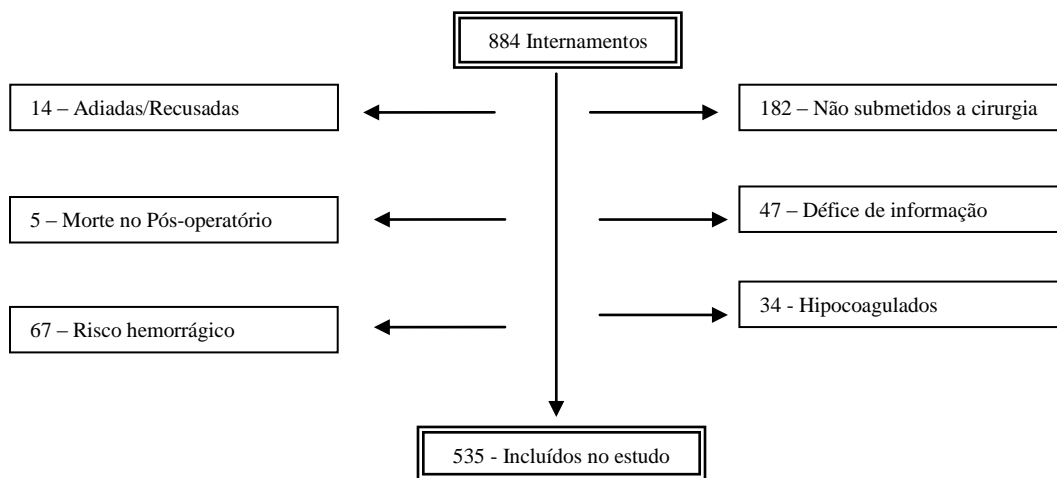 884 Internamentos
14 – Adiadas/Recusadas
182 – Não submetidos a cirurgia
5 – Morte no Pós-operatório
47 – Défice de informação
67 – Risco hemorrágico
34 - Hipocoagulados
535 - Incluídos no estudo